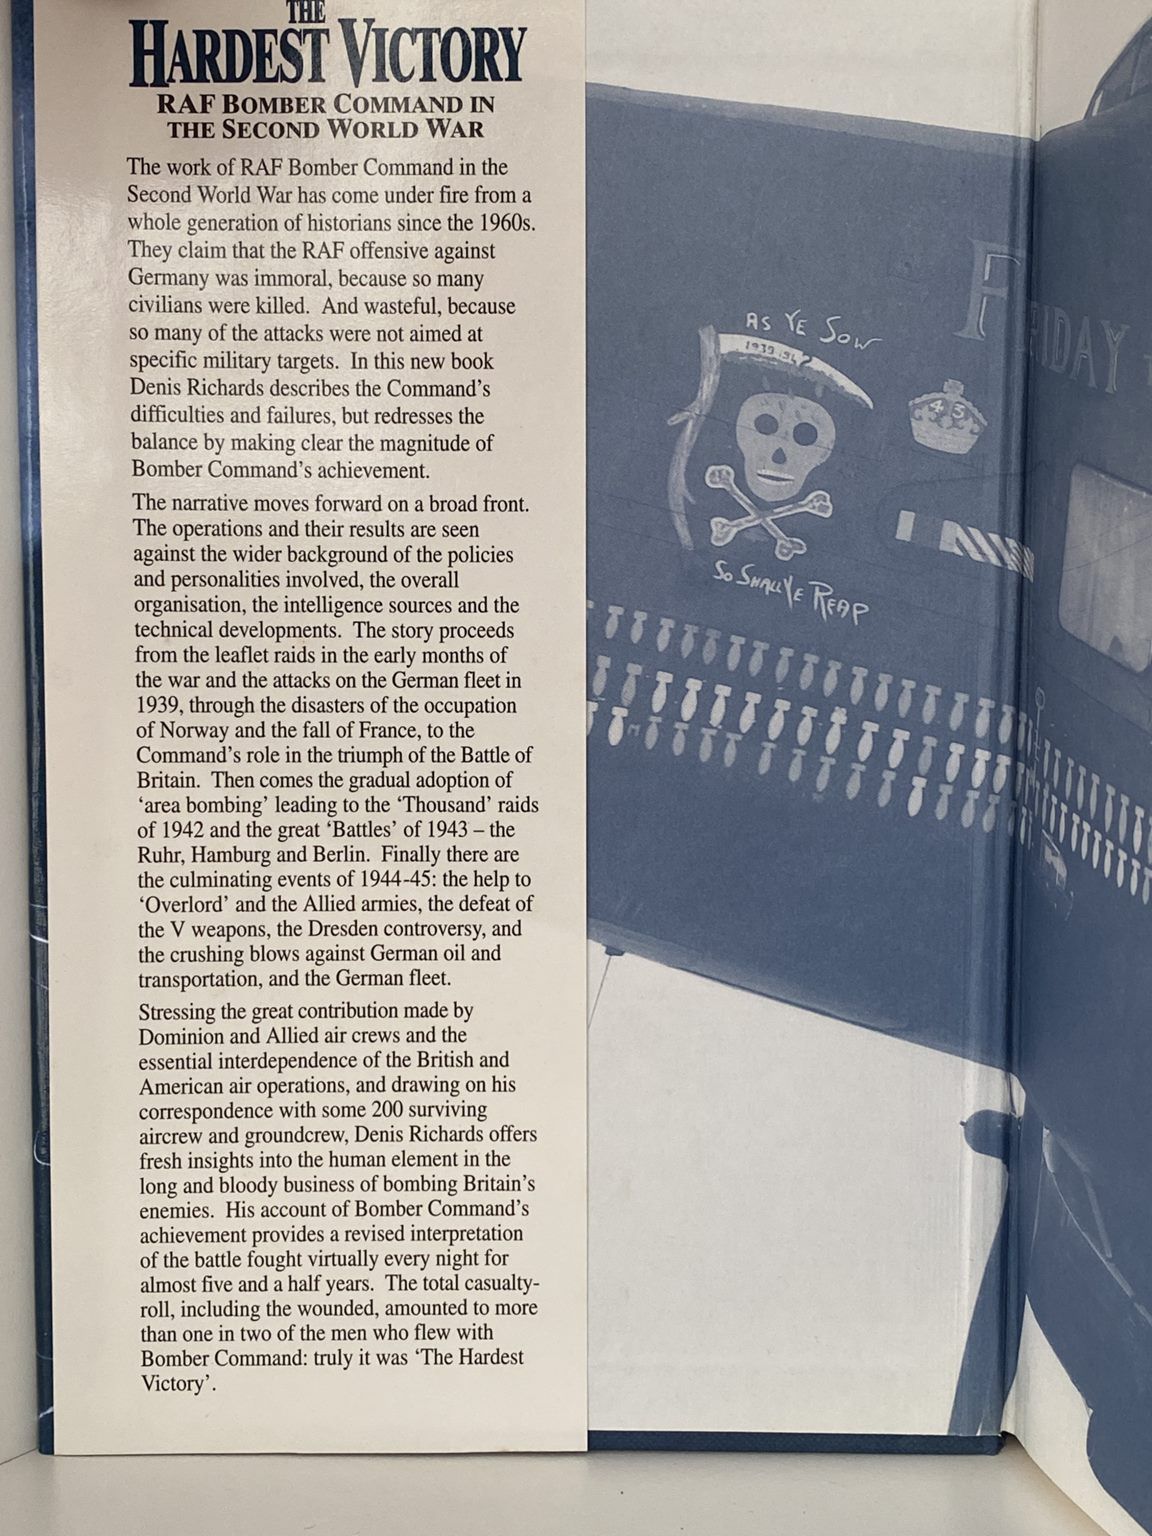 THE
HARDEST VICTORY
RAF BOMBER COMMAND IN
THE SECOND WORLD WAR
The work of RAF Bomber Command in the
Second World War has come under fire from a
whole generation of historians since the 1960s.
They claim that the RAF offensive against
Germany was immoral, because so many
civilians were killed. And wasteful, because
so many of the attacks were not aimed at
specific military targets. In this new book
Denis Richards describes the Command's
difficulties and failures, but redresses the
balance by making clear the magnitude of
Bomber Command's achievement.
The narrative moves forward on a broad front.
The operations and their results are seen
against the wider background of the policies
and personalities involved, the overall
organisation, the intelligence sources and the
technical developments. The story proceeds
from the leaflet raids in the early months of
the war and the attacks on the German fleet in
1939, through the disasters of the occupation
of Norway and the fall of France, to the
Command's role in the triumph of the Battle of
Britain. Then comes the gradual adoption of
'area bombing' leading to the 'Thousand' raids
of 1942 and the great 'Battles' of 1943 – the
Ruhr, Hamburg and Berlin. Finally there are
the culminating events of 1944-45: the help to
'Overlord' and the Allied armies, the defeat of
the V weapons, the Dresden controversy, and
the crushing blows against German oil and
transportation, and the German fleet.
Stressing the great contribution made by
Dominion and Allied air crews and the
essential interdependence of the British and
American air operations, and drawing on his
correspondence with some 200 surviving
aircrew and groundcrew, Denis Richards offers
fresh insights into the human element in the
long and bloody business of bombing Britain's
enemies. His account of Bomber Command's
achievement provides a revised interpretation
of the battle fought virtually every night for
almost five and a half years. The total casualty-
roll, including the wounded, amounted to more
than one in two of the men who flew with
Bomber Command: truly it was 'The Hardest
Victory'.
FRIDAY
AS YE SOW
1939
45
SO SHALL YE REAP